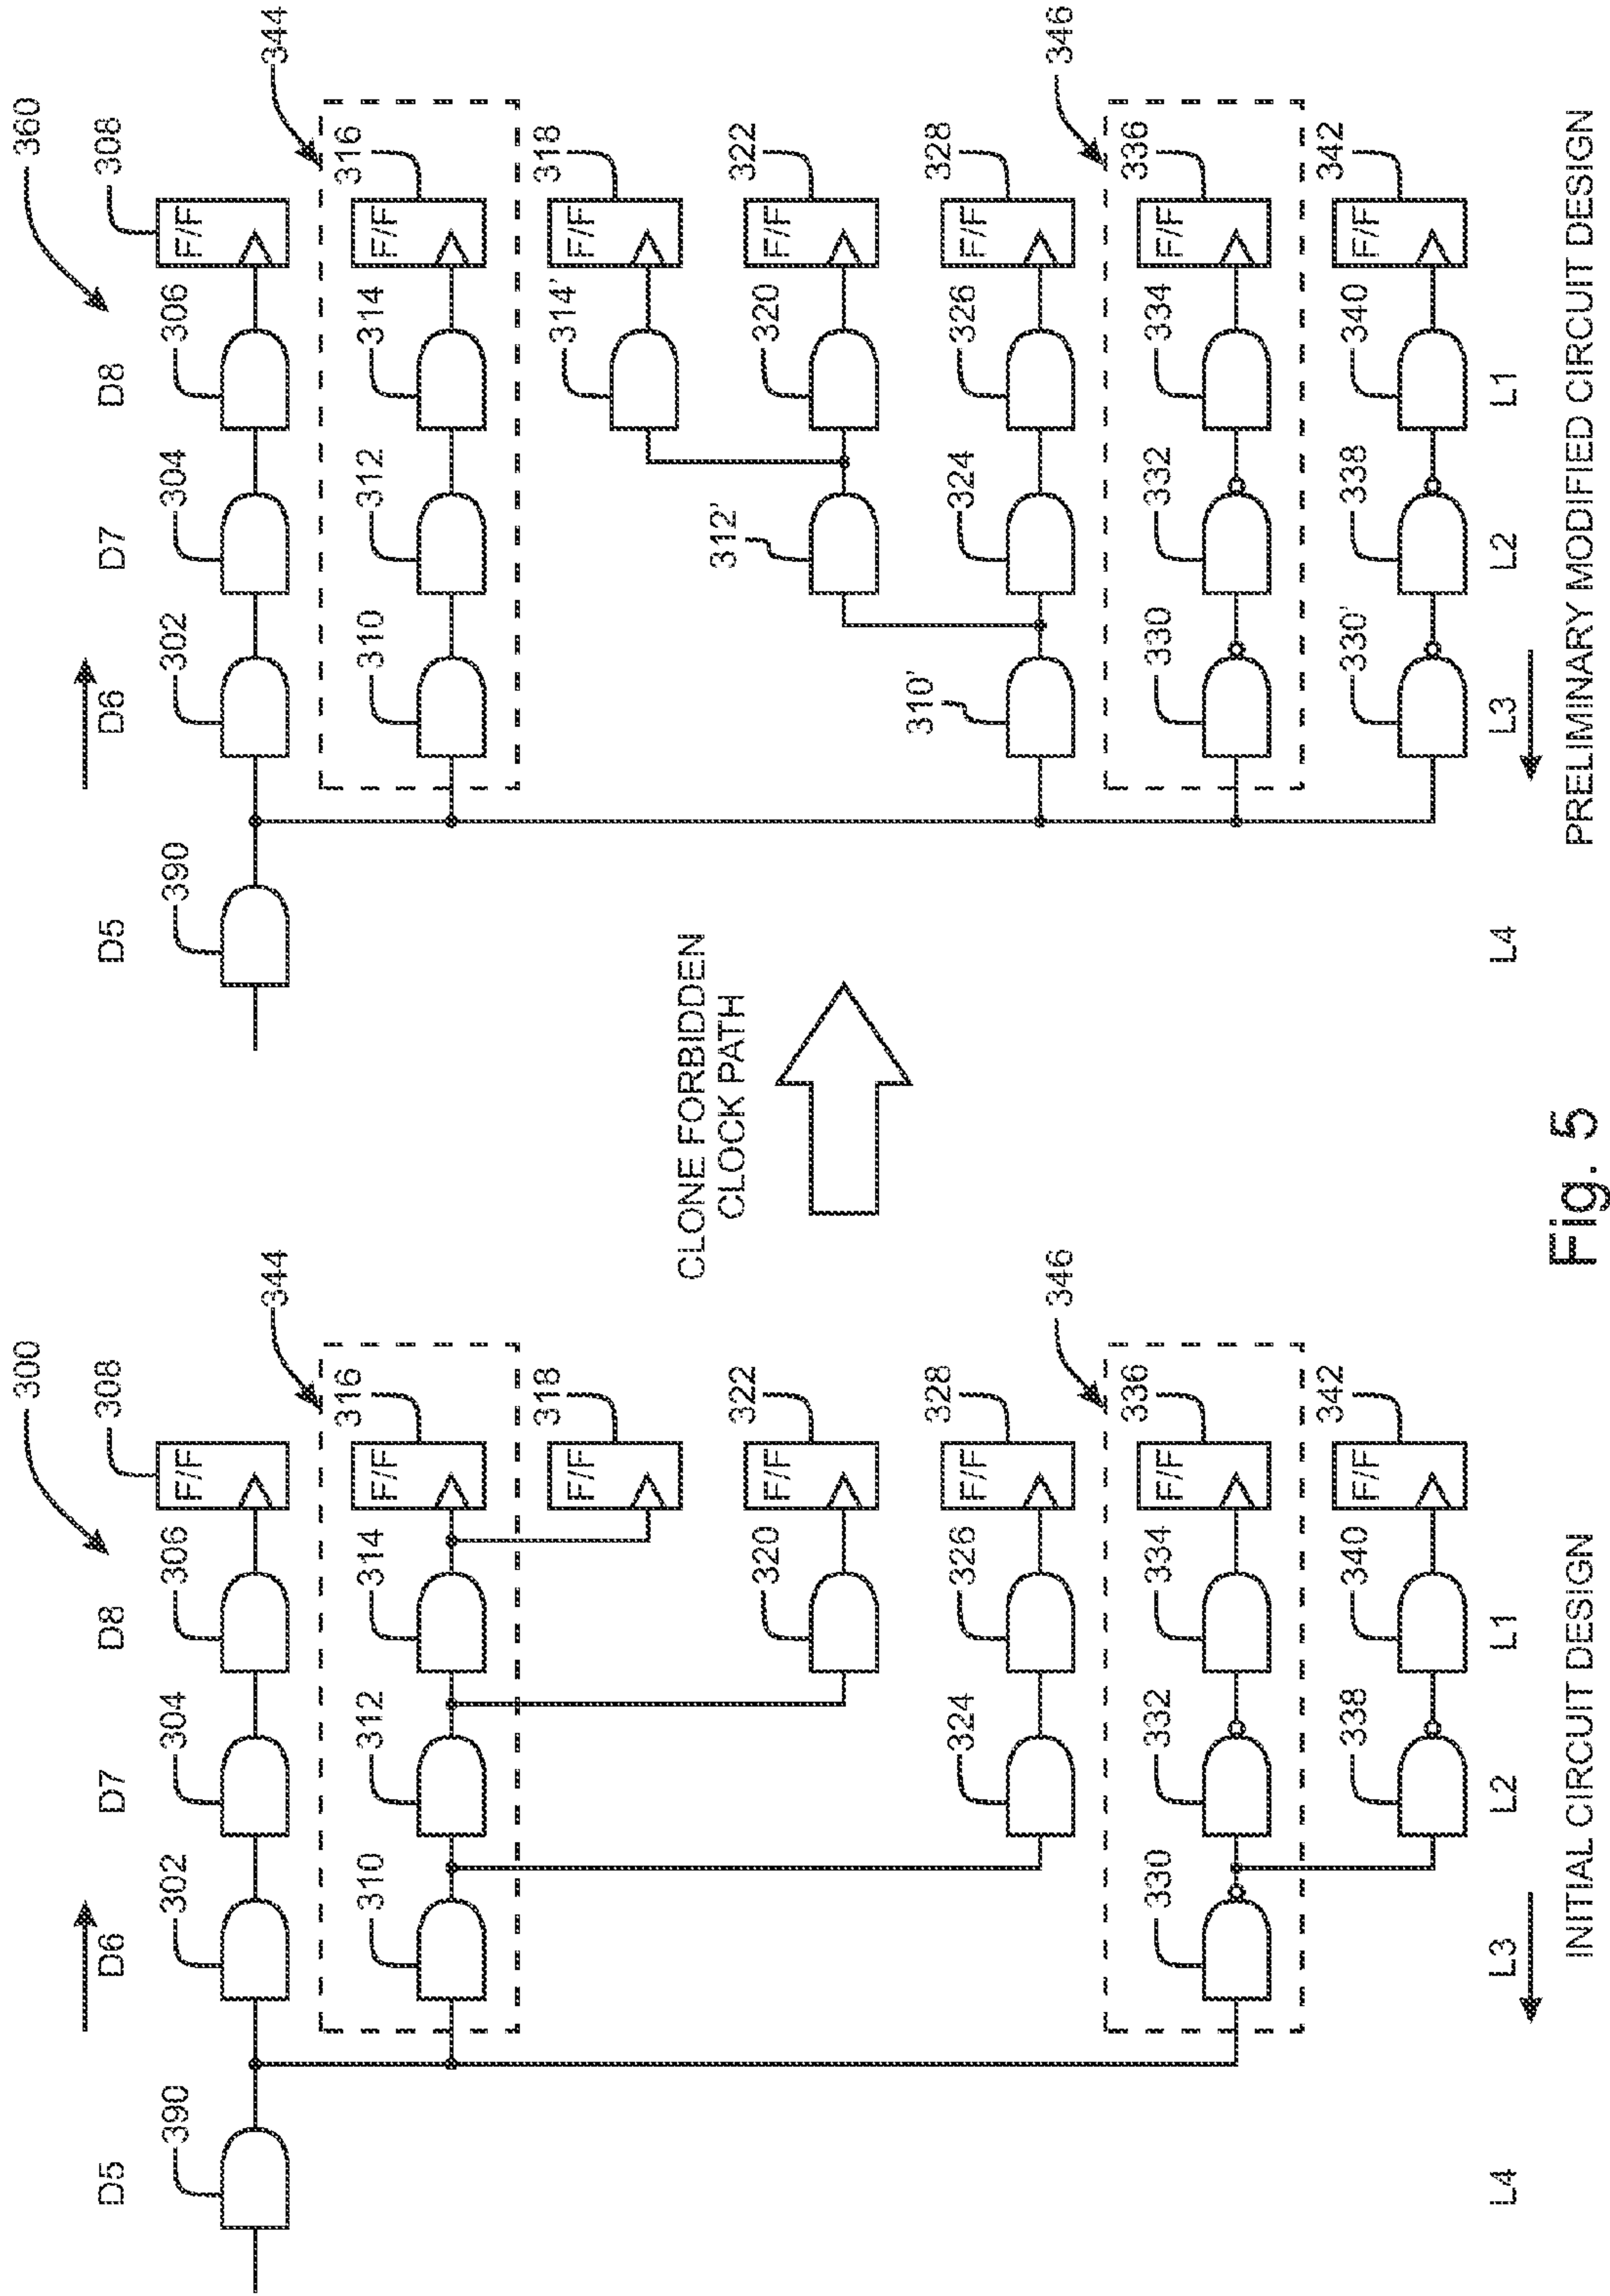 300
D5
D6
D7
D8
308
390
302
304
306
F/F
344
310
312
314
316
F/F
318
F/F
320
322
F/F
324
326
328
F/F
346
330
332
334
336
F/F
338
340
342
F/F
L4
L3
L2
L1
INITIAL CIRCUIT DESIGN
CLONE FORBIDDEN
CLOCK PATH
360
D5
D6
D7
D8
308
390
302
304
306
F/F
344
310
312
314
316
F/F
314'
318
F/F
312'
320
322
F/F
310'
324
326
328
F/F
346
330
332
334
336
F/F
330'
338
340
342
F/F
L4
L3
L2
L1
PRELIMINARY MODIFIED CIRCUIT DESIGN
Fig. 5